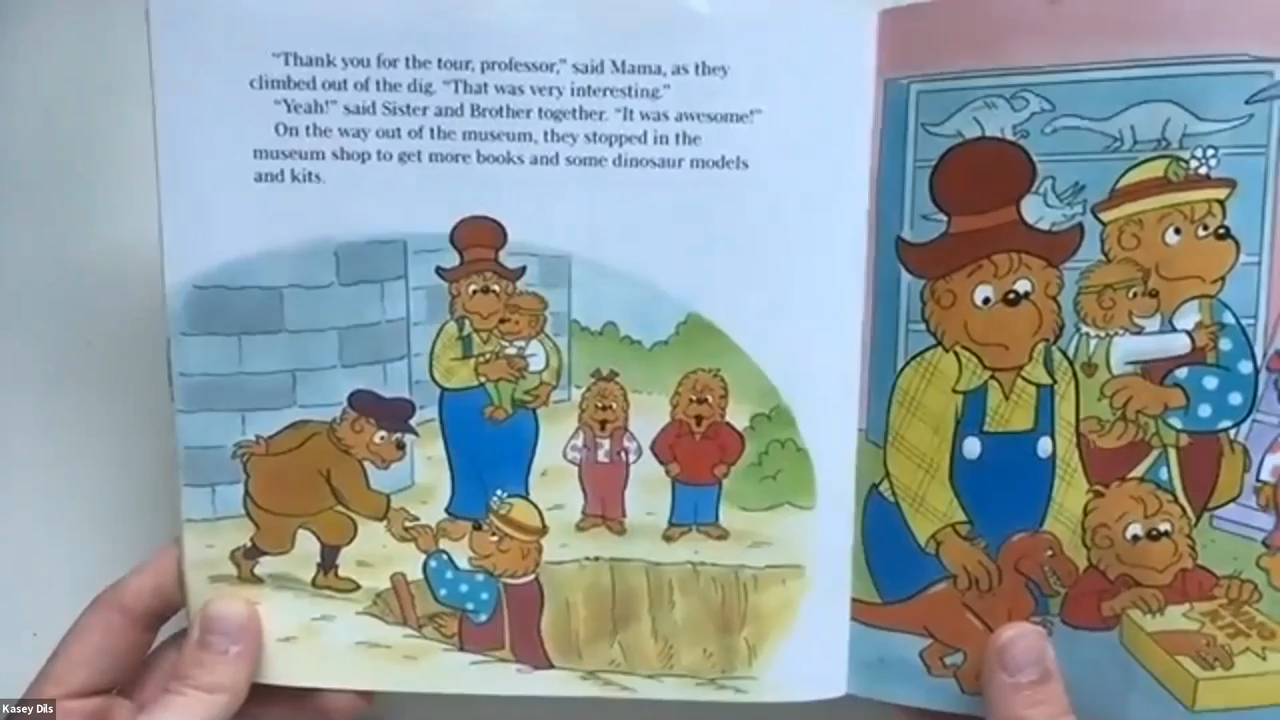 "Thank you for the tour, professor," said Mama, as they
climbed out of the dig. "That was very interesting."
"Yeah!" said Sister and Brother together. "It was awesome!"
On the way out of the museum, they stopped in the
museum shop to get more books and some dinosaur models
and kits.
DINO
KIT
Kasey Dils